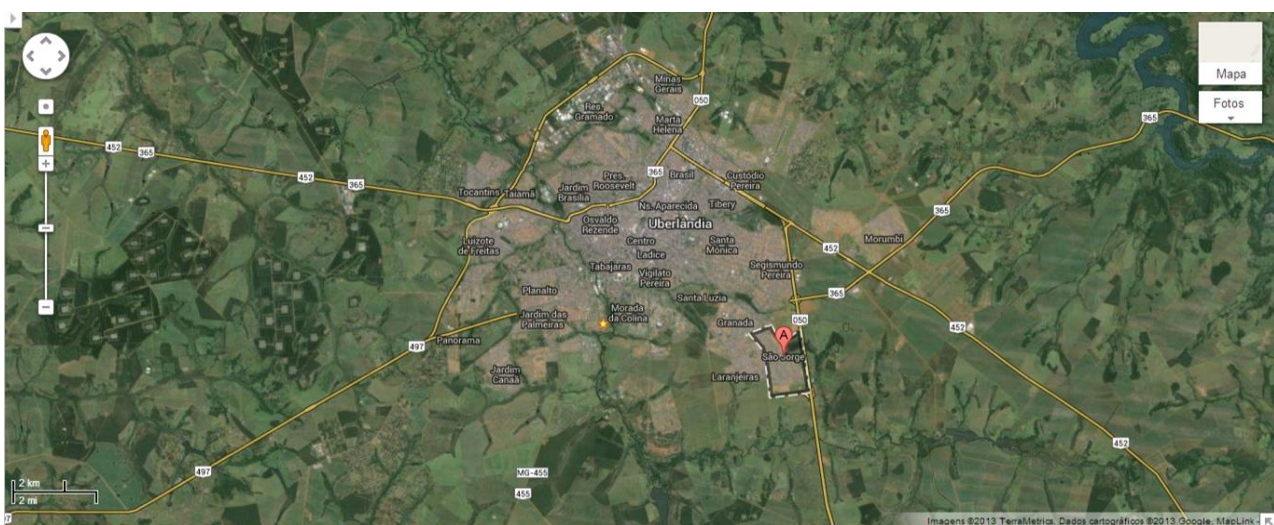 Mapa
Fotos
Minas
Gerais
050
Res.
Gramado
Marta
Helena
365
452
365
452
365
365
Pres.
Roosevelt
Brasil
Custódio
Pereira
Tocantins
Taiamã
Jardim
Brasília
Ns. Aparecida
Tibery
365
Osvaldo
Rezende
Uberlândia
Luizote
de Freitas
Centro
Santa
Mônica
Morumbi
452
Ládice
Tabajaras
Vigilato
Pereira
Segismundo
Pereira
Planalto
Santa Luzia
365
Morada
da Colina
Jardim das
Palmeiras
Granada
050
452
Panorama
497
A
São Jorge
Jardim
Canaã
Laranjeiras
452
497
MG-455
455
2 km
2 mi
Imagens ©2013 TerraMetrics, Dados cartográficos ©2013 Google, MapLink -